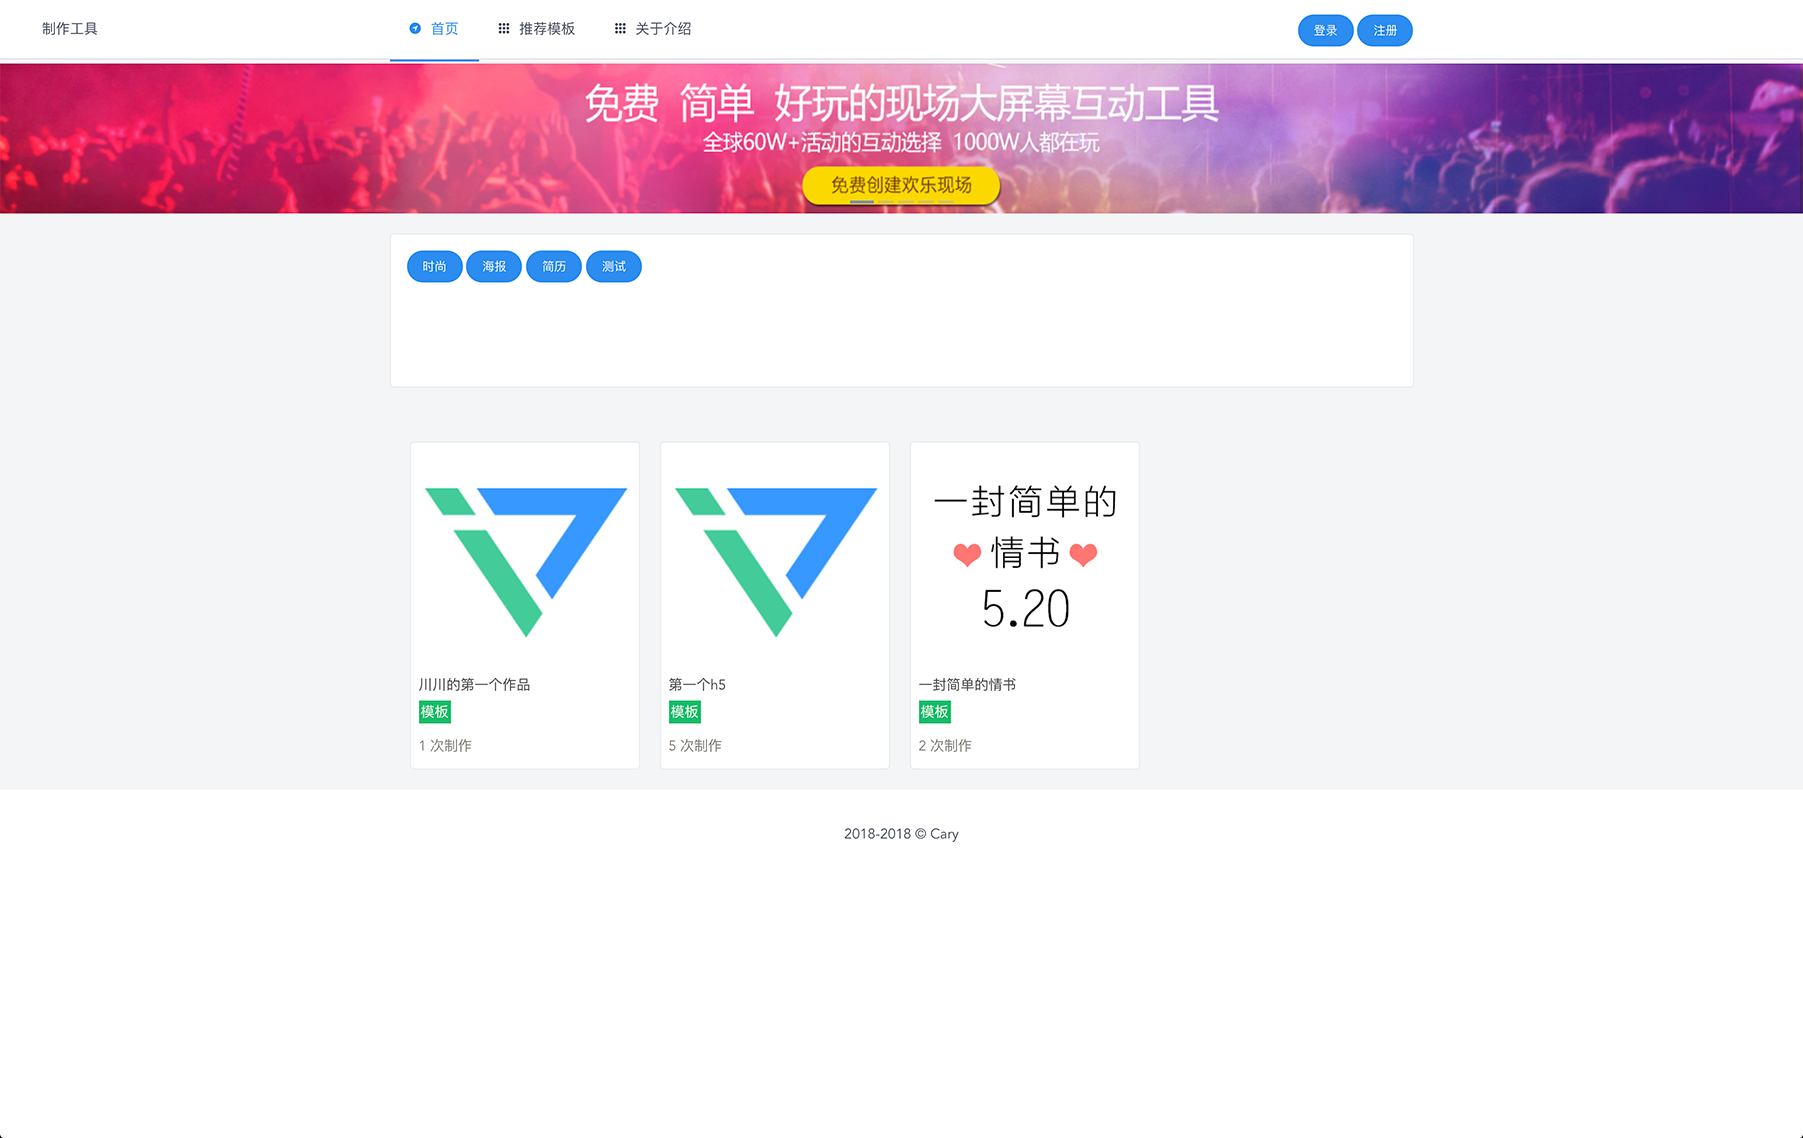 制作工具
首页
推荐模板
关于介绍
登录
注册
免费 简单 好玩的现场大屏幕互动工具
全球60W+活动的互动选择 1000W人都在玩
免费创建欢乐现场
时尚
海报
简历
测试
一封简单的
情书
5.20
川川的第一个作品
模板
1 次制作
第一个h5
模板
5 次制作
一封简单的情书
模板
2 次制作
2018-2018 © Cary